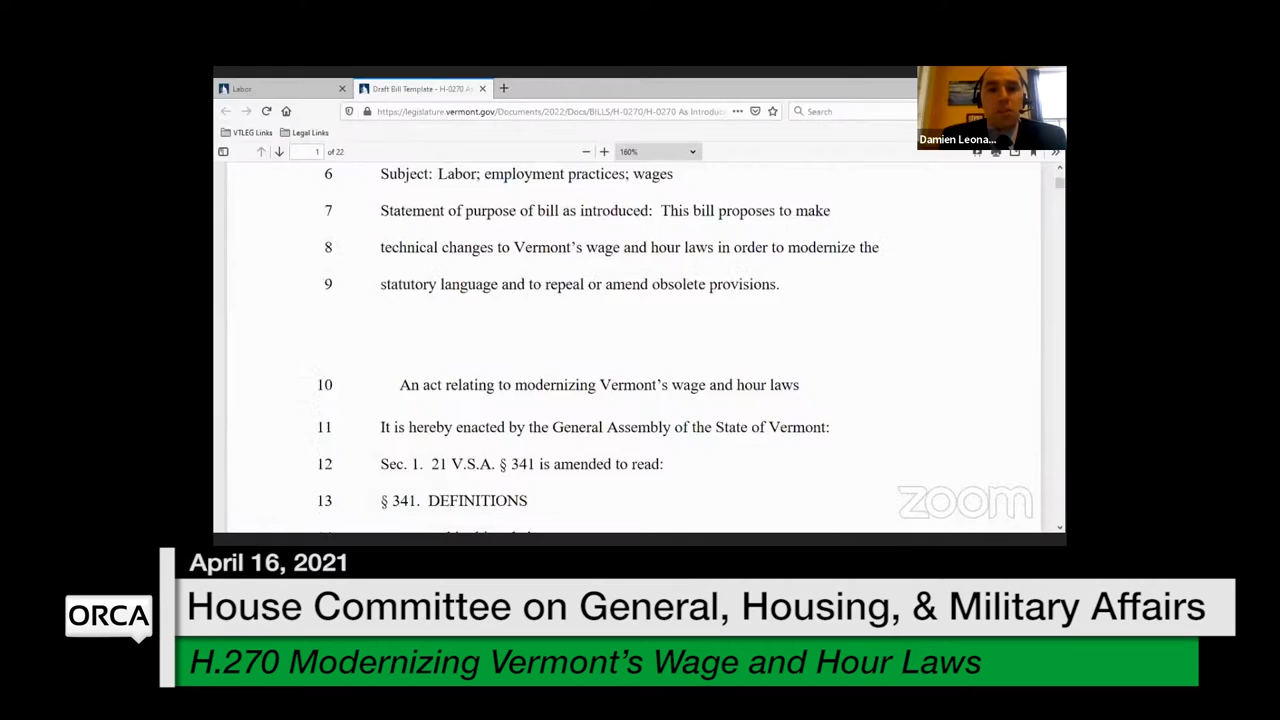 Labor
Draft Bill Template - H-0270 As
https://legislature.vermont.gov/Documents/2022/Docs/BILLS/H-0270/H-0270 As Introduc
Search
VTLEG Links
Legal Links
1 of 22
160%
Damien Leona...
6 Subject: Labor; employment practices; wages
7 Statement of purpose of bill as introduced: This bill proposes to make
8 technical changes to Vermont's wage and hour laws in order to modernize the
9 statutory language and to repeal or amend obsolete provisions.
10 An act relating to modernizing Vermont's wage and hour laws
11 It is hereby enacted by the General Assembly of the State of Vermont:
12 Sec. 1. 21 V.S.A. § 341 is amended to read:
13 § 341. DEFINITIONS
zoom
April 16, 2021
ORCA
House Committee on General, Housing, & Military Affairs
H.270 Modernizing Vermont's Wage and Hour Laws